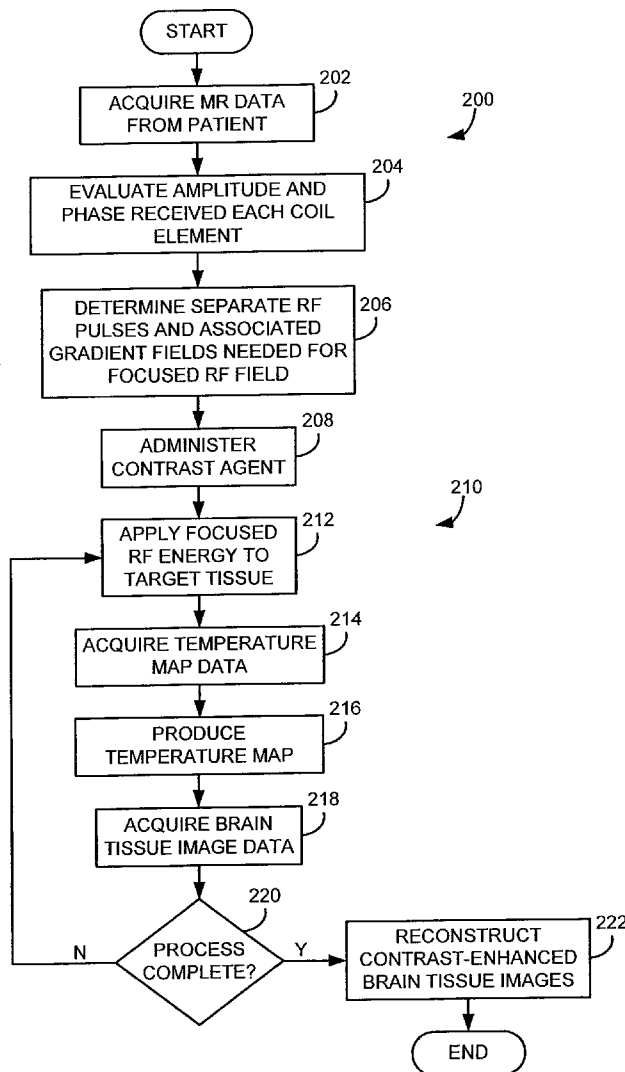 START
202
ACQUIRE MR DATA
FROM PATIENT
200
204
EVALUATE AMPLITUDE AND
PHASE RECEIVED EACH COIL
ELEMENT
DETERMINE SEPARATE RF
PULSES AND ASSOCIATED
GRADIENT FIELDS NEEDED FOR
FOCUSED RF FIELD
206
208
ADMINISTER
CONTRAST AGENT
210
212
APPLY FOCUSED
RF ENERGY TO
TARGET TISSUE
214
ACQUIRE TEMPERATURE
MAP DATA
216
PRODUCE
TEMPERATURE MAP
218
ACQUIRE BRAIN
TISSUE IMAGE DATA
220
N
PROCESS
COMPLETE?
Y
RECONSTRUCT
CONTRAST-ENHANCED
BRAIN TISSUE IMAGES
222
END